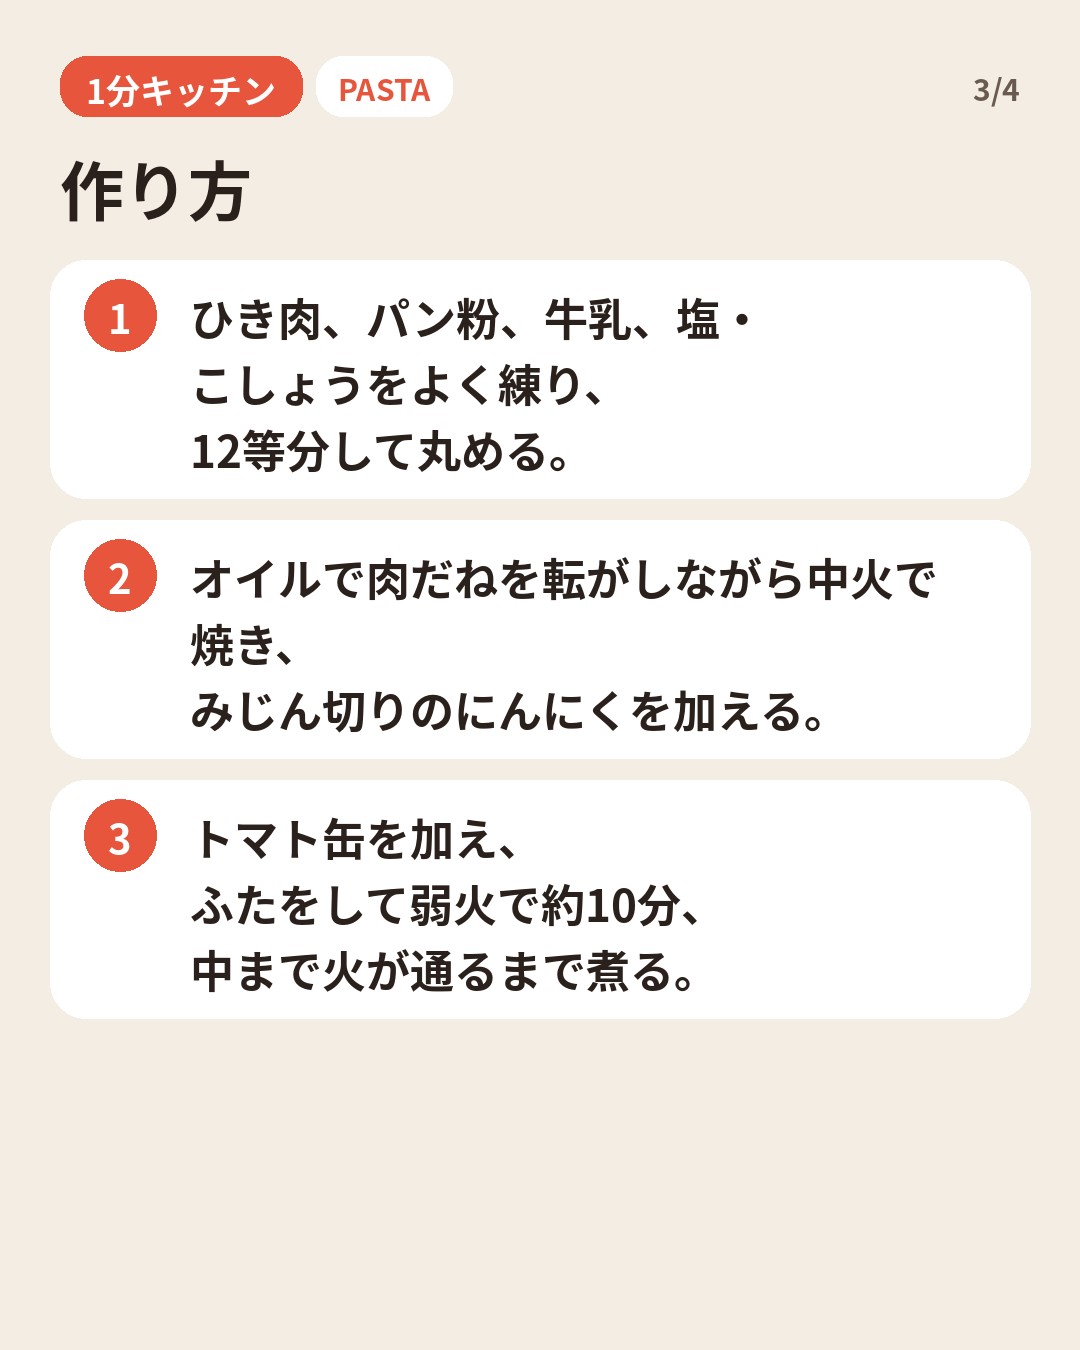 1分キッチン PASTA 3/4
作り方
1 ひき肉、パン粉、牛乳、塩・
こしょうをよく練り、
12等分して丸める。
2 オイルで肉だねを転がしながら中火で
焼き、
みじん切りのにんにくを加える。
3 トマト缶を加え、
ふたをして弱火で約10分、
中まで火が通るまで煮る。